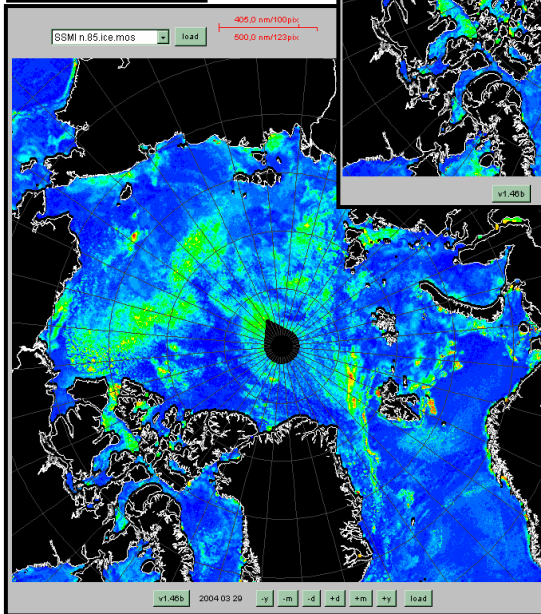 405,0 nm/100pix
SSMI n.85.ice.mos load
500,0 nm/123pix
v1.46b
v1.46b 2004 03 29 -y -m -d +d +m +y load